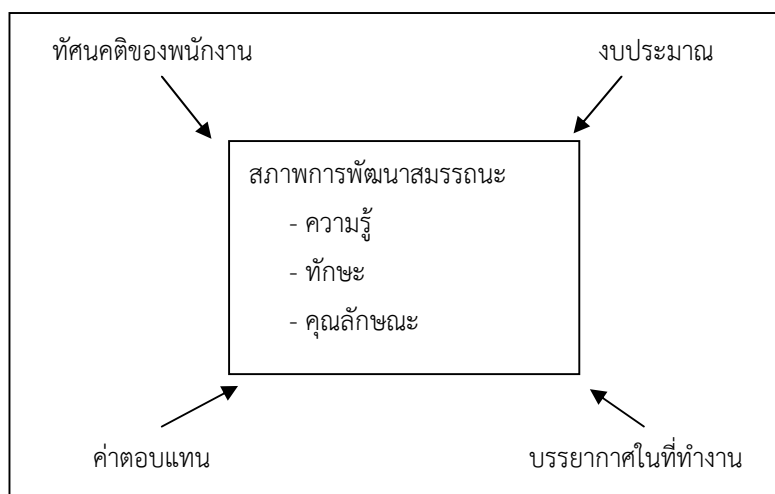 ทัศนคติของพนักงาน
งบประมาณ
สภาพการพัฒนาสมรรถนะ
- ความรู้
- ทักษะ
- คุณลักษณะ
ค่าตอบแทน
บรรยากาศในที่ทำงาน